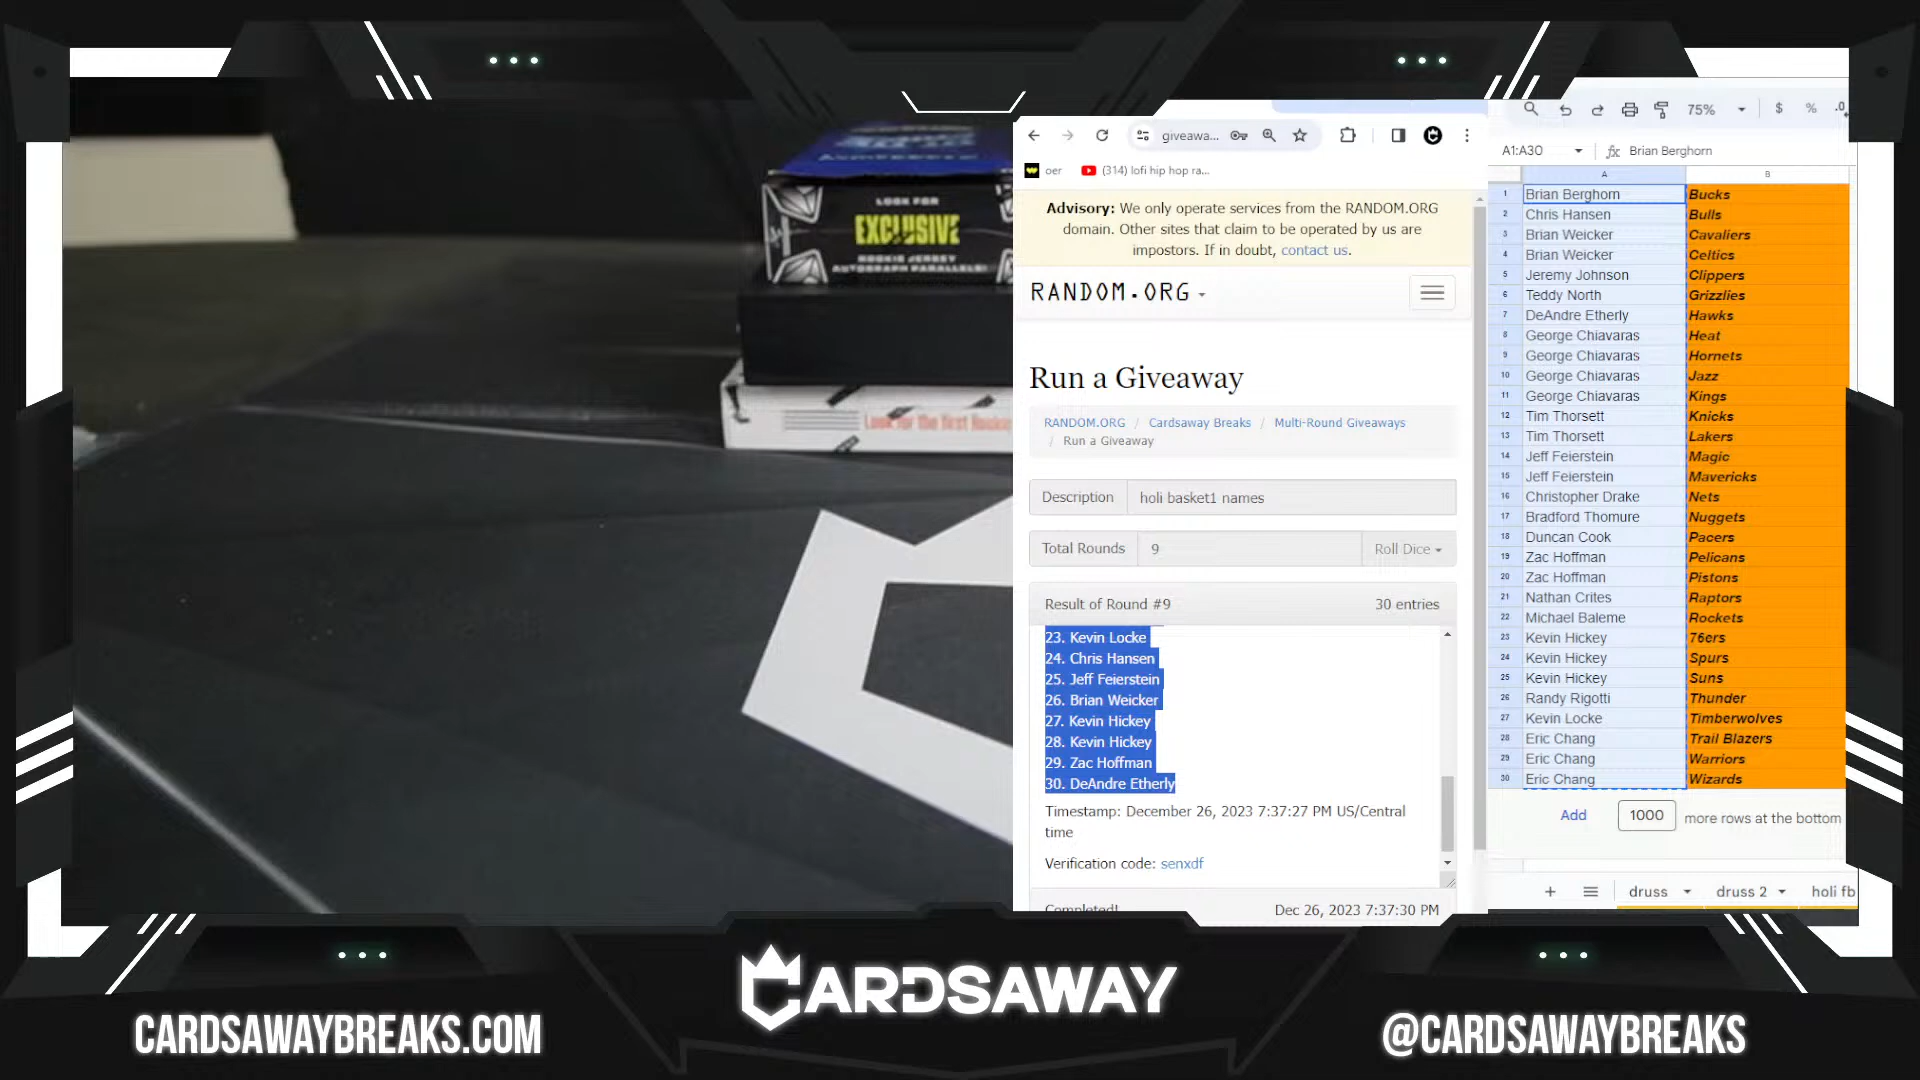 LOOK FOR
EXCLUSIVE
ROOKIE JERSEY
AUTOGRAPH PARALLELS!
Look for the first Rookie
giveawa...
oer
(314) lofi hip hop ra...
Advisory: We only operate services from the RANDOM.ORG
domain. Other sites that claim to be operated by us are
impostors. If in doubt, contact us.
RANDOM.ORG
Run a Giveaway
RANDOM.ORG / Cardsaway Breaks / Multi-Round Giveaways
/ Run a Giveaway
Description holi basket1 names
Total Rounds 9 Roll Dice
Result of Round #9 30 entries
23. Kevin Locke
24. Chris Hansen
25. Jeff Feierstein
26. Brian Weicker
27. Kevin Hickey
28. Kevin Hickey
29. Zac Hoffman
30. DeAndre Etherly
Timestamp: December 26, 2023 7:37:27 PM US/Central
time
Verification code: senxdf
Completed! Dec 26, 2023 7:37:30 PM
75% $ % .0
A1:A30 fx Brian Berghorn
A B
1 Brian Berghorn Bucks
2 Chris Hansen Bulls
3 Brian Weicker Cavaliers
4 Brian Weicker Celtics
5 Jeremy Johnson Clippers
6 Teddy North Grizzlies
7 DeAndre Etherly Hawks
8 George Chiavaras Heat
9 George Chiavaras Hornets
10 George Chiavaras Jazz
11 George Chiavaras Kings
12 Tim Thorsett Knicks
13 Tim Thorsett Lakers
14 Jeff Feierstein Magic
15 Jeff Feierstein Mavericks
16 Christopher Drake Nets
17 Bradford Thomure Nuggets
18 Duncan Cook Pacers
19 Zac Hoffman Pelicans
20 Zac Hoffman Pistons
21 Nathan Crites Raptors
22 Michael Baleme Rockets
23 Kevin Hickey 76ers
24 Kevin Hickey Spurs
25 Kevin Hickey Suns
26 Randy Rigotti Thunder
27 Kevin Locke Timberwolves
28 Eric Chang Trail Blazers
29 Eric Chang Warriors
30 Eric Chang Wizards
Add 1000 more rows at the bottom
druss druss 2 holi fb
CARDSAWAY
CARDSAWAYBREAKS.COM
@CARDSAWAYBREAKS